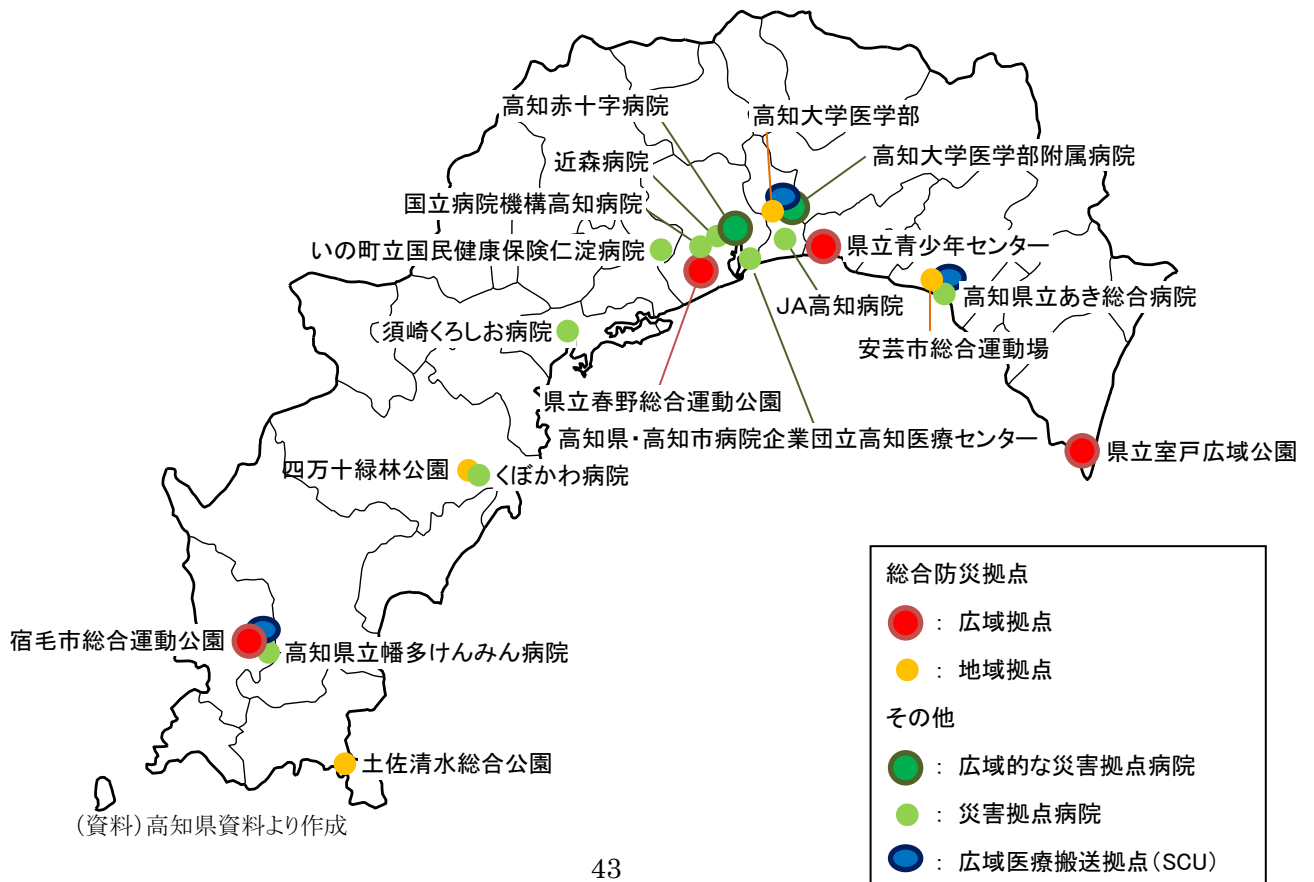 高知赤十字病院
高知大学医学部
近森病院
高知大学医学部附属病院
国立病院機構高知病院
いの町立国民健康保険仁淀病院
県立青少年センター
高知県立あき総合病院
JA高知病院
須崎くろしお病院
安芸市総合運動場
県立春野総合運動公園
高知県・高知市病院企業団立高知医療センター
県立室戸広域公園
四万十緑林公園
くぼかわ病院
宿毛市総合運動公園
高知県立幡多けんみん病院
土佐清水総合公園
総合防災拠点
： 広域拠点
： 地域拠点
その他
： 広域的な災害拠点病院
： 災害拠点病院
： 広域医療搬送拠点（SCU）
（資料）高知県資料より作成
43